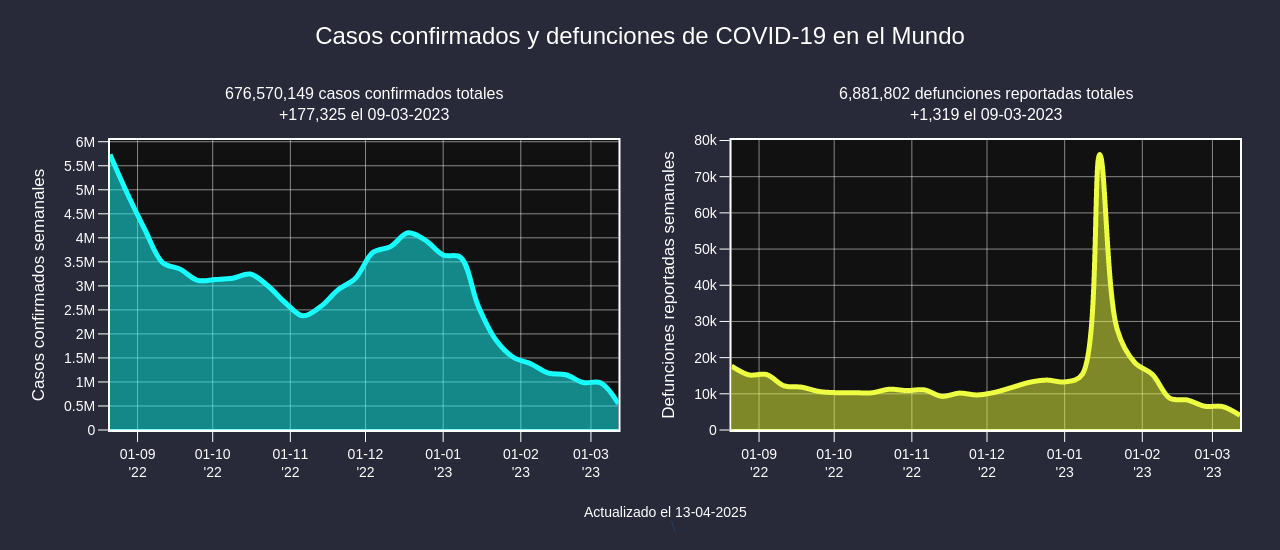 Casos confirmados y defunciones de COVID-19 en el Mundo
676,570,149 casos confirmados totales
+177,325 el 09-03-2023
Casos confirmados semanales
6M
5.5M
5M
4.5M
4M
3.5M
3M
2.5M
2M
1.5M
1M
0.5M
0
01-09 01-10 01-11 01-12 01-01 01-02 01-03
'22 '22 '22 '22 '23 '23 '23
6,881,802 defunciones reportadas totales
+1,319 el 09-03-2023
Defunciones reportadas semanales
80k
70k
60k
50k
40k
30k
20k
10k
0
01-09 01-10 01-11 01-12 01-01 01-02 01-03
'22 '22 '22 '22 '23 '23 '23
Actualizado el 13-04-2025